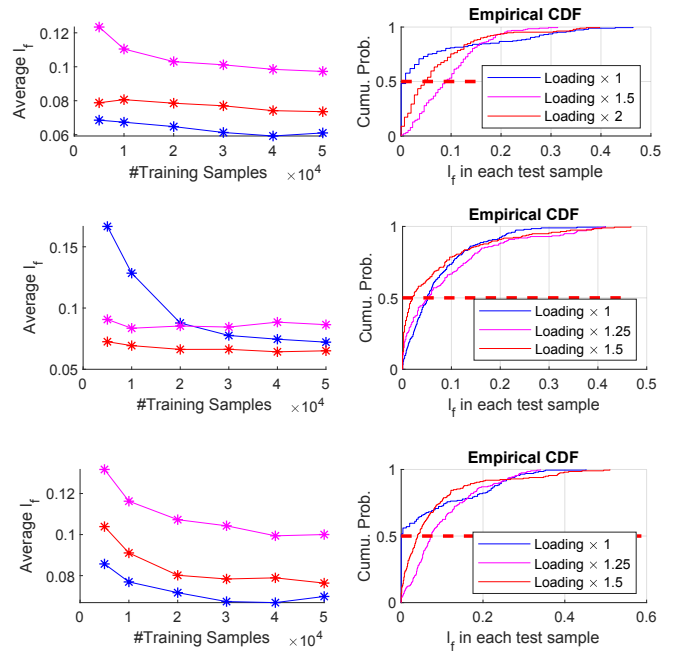 Empirical CDF
Average I_f
0.12
0.1
0.08
0.06
0 1 2 3 4 5
#Training Samples ×10^4
Cumu. Prob.
1
0.5
0
0 0.1 0.2 0.3 0.4 0.5
I_f in each test sample
Loading × 1
Loading × 1.5
Loading × 2
Empirical CDF
Average I_f
0.15
0.1
0.05
0 1 2 3 4 5
#Training Samples ×10^4
Cumu. Prob.
1
0.5
0
0 0.1 0.2 0.3 0.4 0.5
I_f in each test sample
Loading × 1
Loading × 1.25
Loading × 1.5
Empirical CDF
Average I_f
0.12
0.1
0.08
0 1 2 3 4 5
#Training Samples ×10^4
Cumu. Prob.
1
0.5
0
0 0.2 0.4 0.6
I_f in each test sample
Loading × 1
Loading × 1.25
Loading × 1.5